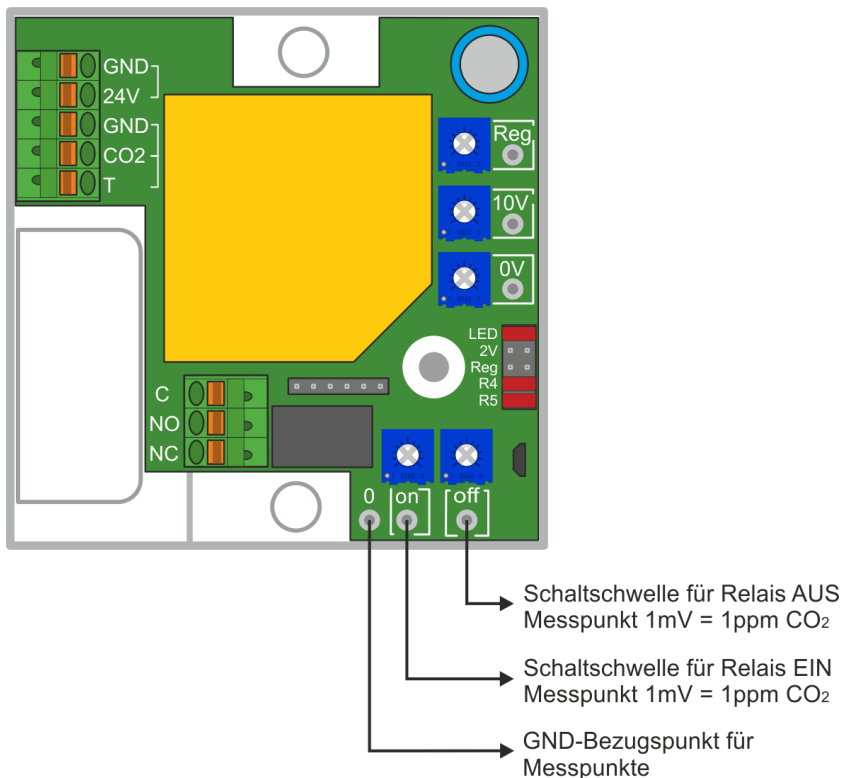 GND
24V
GND
CO2
T
Reg
10V
0V
LED
2V
Reg
R4
R5
C
NO
NC
0
on
off
Schaltschwelle für Relais AUS
Messpunkt 1mV = 1ppm CO₂
Schaltschwelle für Relais EIN
Messpunkt 1mV = 1ppm CO₂
GND-Bezugspunkt für
Messpunkte